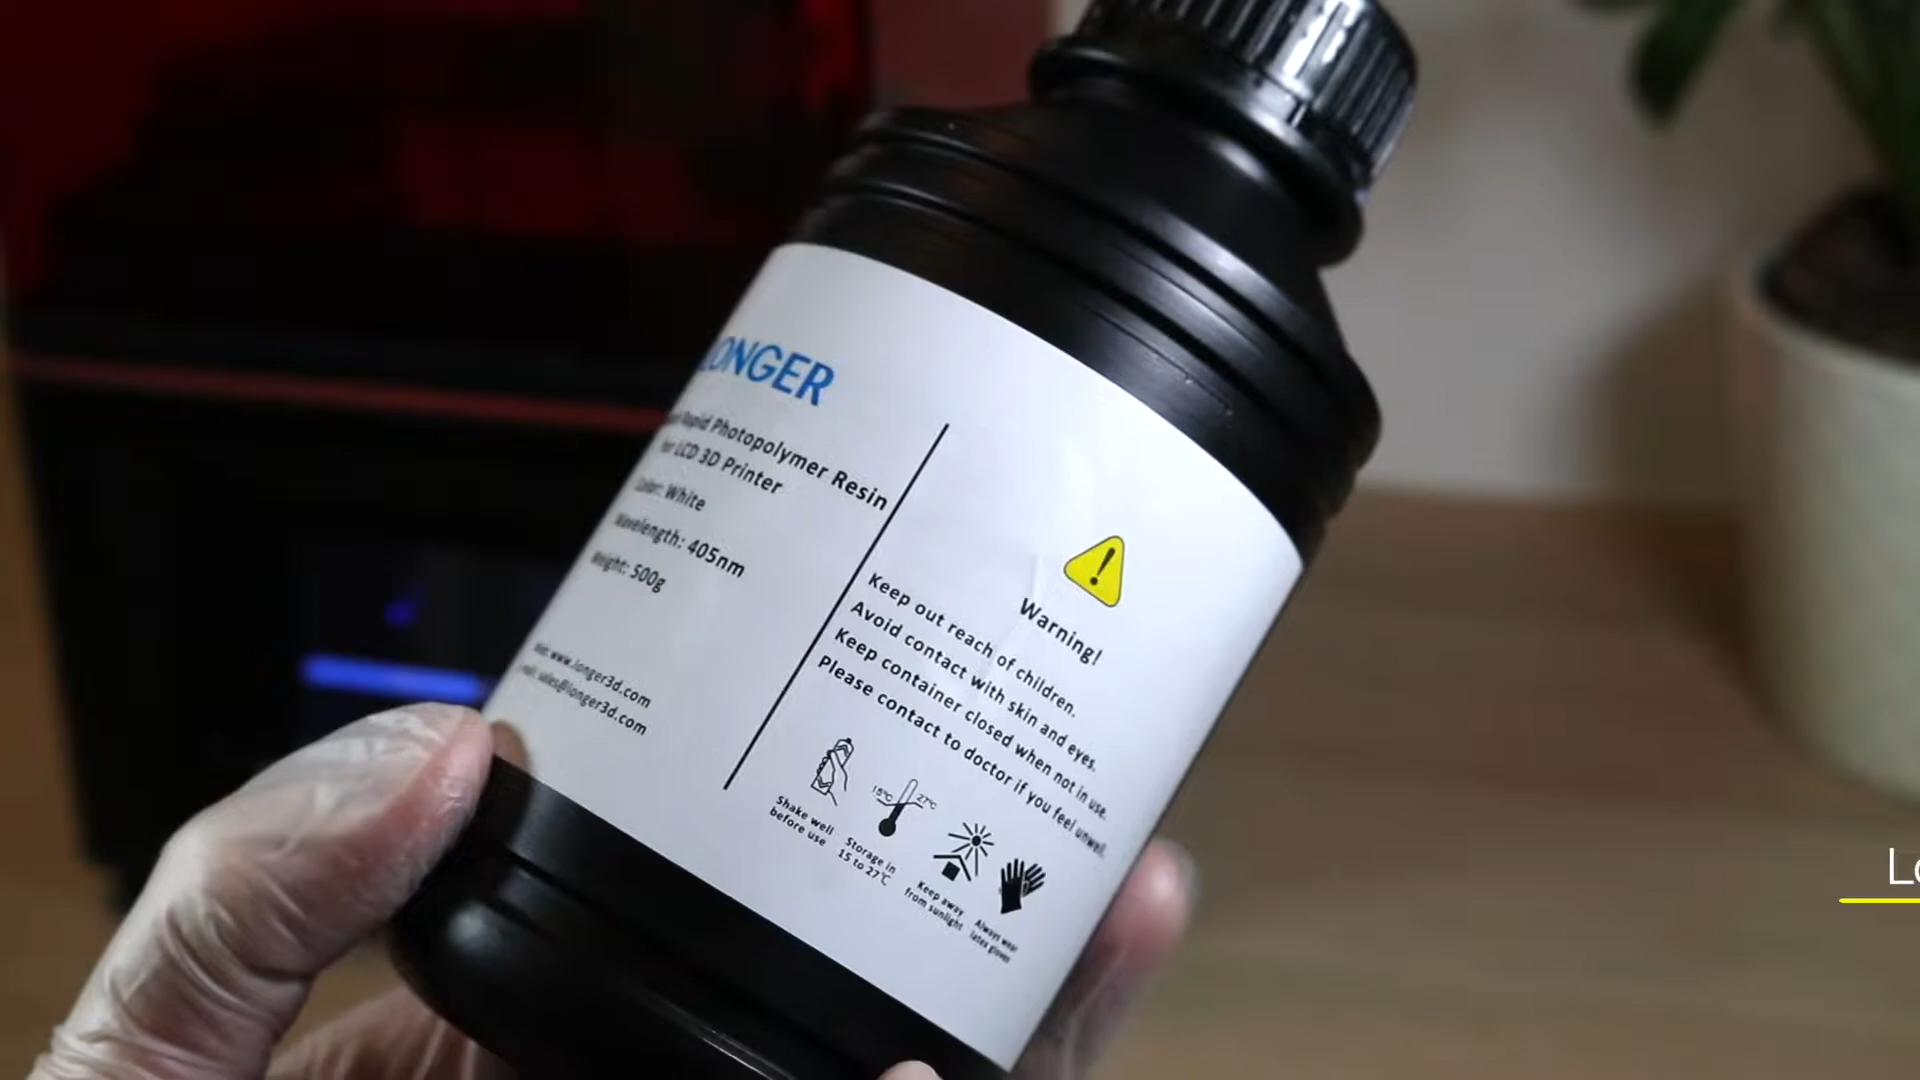 LONGER
Rapid Photopolymer Resin
for LCD 3D Printer
Color: White
Wavelength: 405nm
Weight: 500g
Web: www.longer3d.com
sales@longer3d.com
Warning!
Keep out reach of children.
Avoid contact with skin and eyes.
Keep container closed when not in use.
Please contact to doctor if you feel unwell.
15°C
27°C
Shake well
before use
Storage in
15 to 27℃
Keep away
from sunlight
Always wear
latex gloves